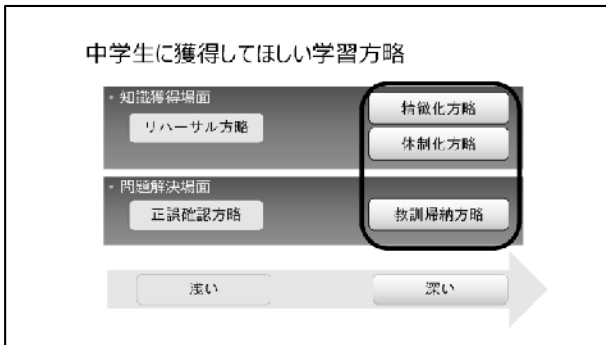 中学生に獲得してほしい学習方略
・知識獲得場面
リハーサル方略
特徴化方略
体制化方略
・問題解決場面
正誤確認方略
教訓帰納方略
浅い
深い